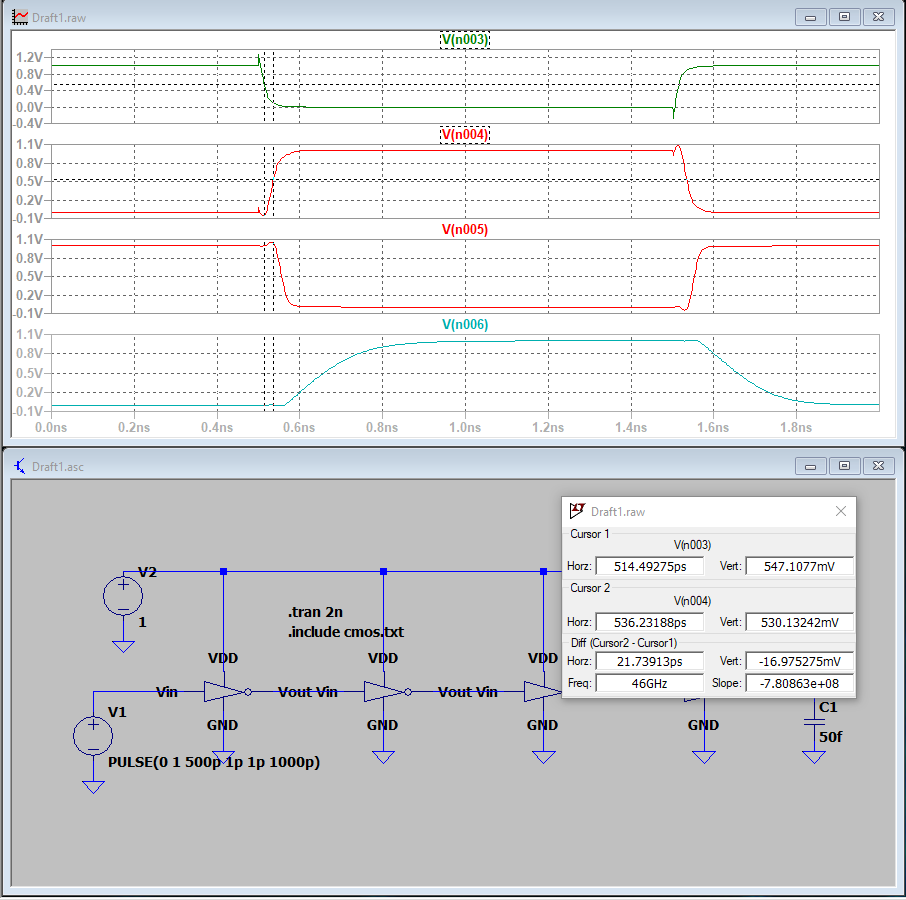 Draft1.raw
V(n003)
1.2V
0.8V
0.4V
0.0V
-0.4V
V(n004)
1.1V
0.8V
0.5V
0.2V
-0.1V
V(n005)
1.1V
0.8V
0.5V
0.2V
-0.1V
V(n006)
1.1V
0.8V
0.5V
0.2V
-0.1V
0.0ns 0.2ns 0.4ns 0.6ns 0.8ns 1.0ns 1.2ns 1.4ns 1.6ns 1.8ns
Draft1.asc
V2
1
.tran 2n
.include cmos.txt
VDD VDD VDD
Vin Vout Vin Vout Vin
V1
GND GND GND GND
PULSE(0 1 500p 1p 1p 1000p)
C1
50f
Draft1.raw
Cursor 1
V(n003)
Horz: 514.49275ps Vert: 547.1077mV
Cursor 2
V(n004)
Horz: 536.23188ps Vert: 530.13242mV
Diff (Cursor2 - Cursor1)
Horz: 21.73913ps Vert: -16.975275mV
Freq: 46GHz Slope: -7.80863e+08